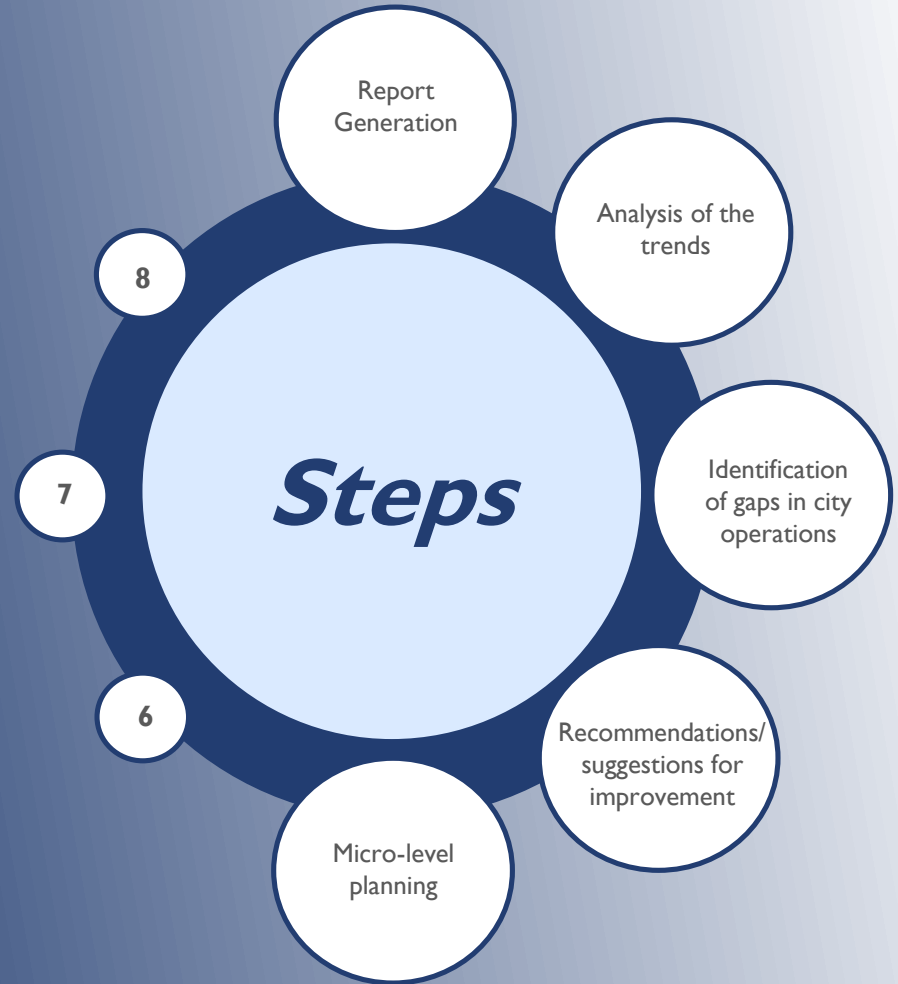 Report
Generation
Analysis of the
trends
Identification
of gaps in city
operations
Recommendations/
suggestions for
improvement
Micro-level
planning
6
7
8
Steps